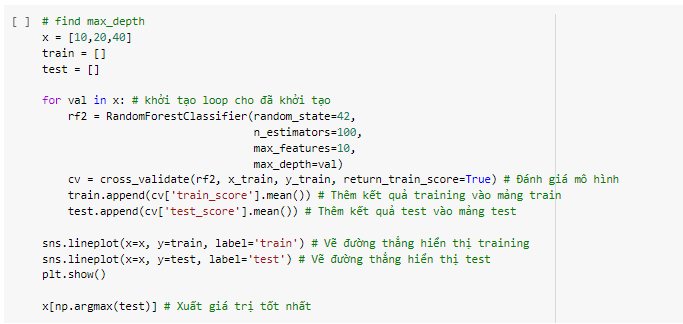 [ ] # find max_depth
x = [10,20,40]
train = []
test = []
for val in x: # khởi tạo loop cho đã khởi tạo
rf2 = RandomForestClassifier(random_state=42,
n_estimators=100,
max_features=10,
max_depth=val)
cv = cross_validate(rf2, x_train, y_train, return_train_score=True) # Đánh giá mô hình
train.append(cv['train_score'].mean()) # Thêm kết quả training vào mảng train
test.append(cv['test_score'].mean()) # Thêm kết quả test vào mảng test
sns.lineplot(x=x, y=train, label='train') # Vẽ đường thẳng hiển thị training
sns.lineplot(x=x, y=test, label='test') # Vẽ đường thẳng hiển thị test
plt.show()
x[np.argmax(test)] # Xuất giá trị tốt nhất